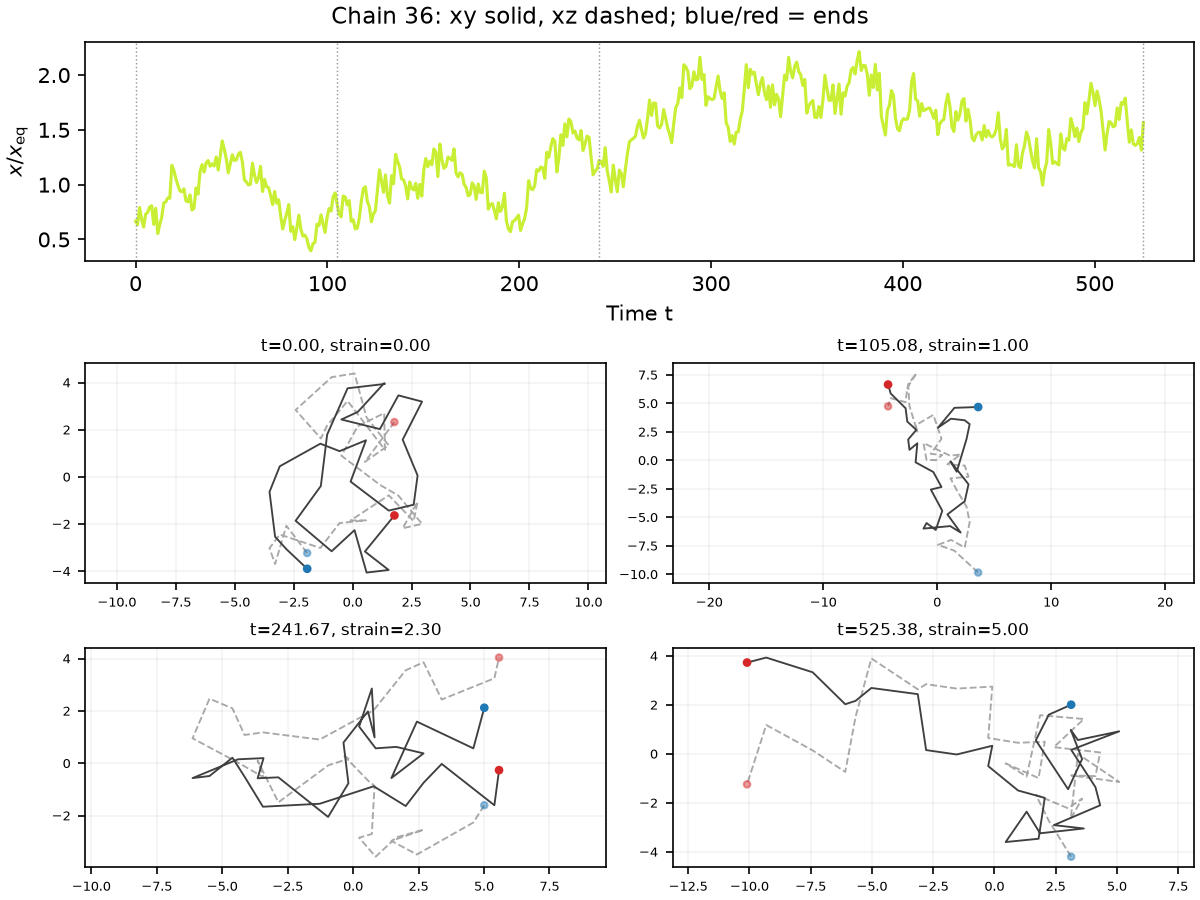 Chain 36: xy solid, xz dashed; blue/red = ends
x/x_eq
2.0
1.5
1.0
0.5
0 100 200 300 400 500
Time t
t=0.00, strain=0.00
4
2
0
−2
−4
−10.0 −7.5 −5.0 −2.5 0.0 2.5 5.0 7.5 10.0
t=105.08, strain=1.00
7.5
5.0
2.5
0.0
−2.5
−5.0
−7.5
−10.0
−20 −10 0 10 20
t=241.67, strain=2.30
4
2
0
−2
−10.0 −7.5 −5.0 −2.5 0.0 2.5 5.0 7.5
t=525.38, strain=5.00
4
2
0
−2
−4
−12.5 −10.0 −7.5 −5.0 −2.5 0.0 2.5 5.0 7.5